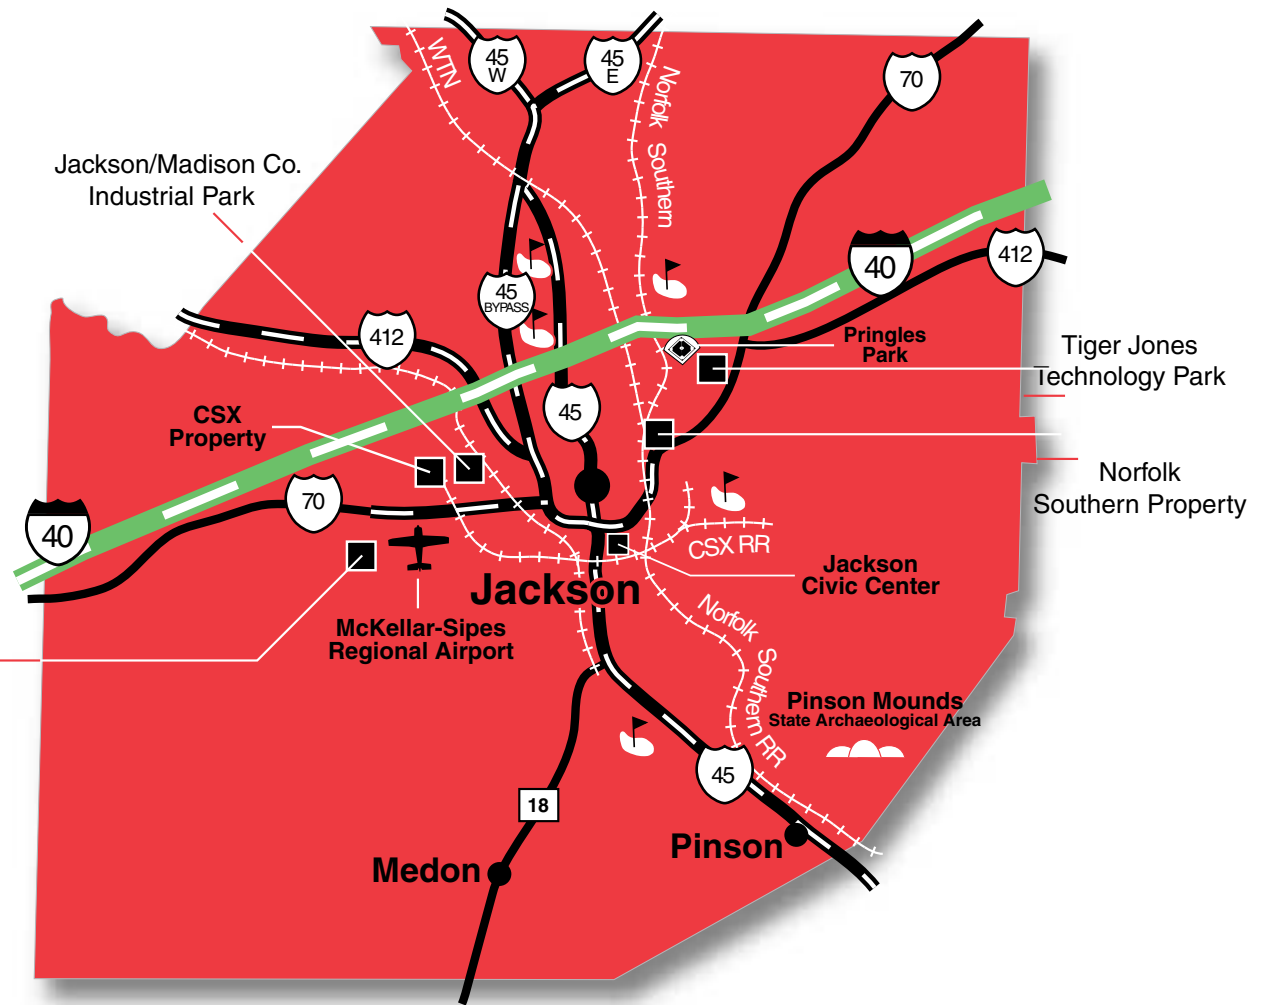 45
W
45
E
70
WTN
Norfolk Southern
Jackson/Madison Co.
Industrial Park
40
412
45
BYPASS
412
Pringles
Park
Tiger Jones
Technology Park
CSX
Property
45
Norfolk
Southern Property
70
40
CSX RR
Jackson
Civic Center
Jackson
McKellar-Sipes
Regional Airport
Norfolk Southern RR
Pinson Mounds
State Archaeological Area
45
18
Pinson
Medon